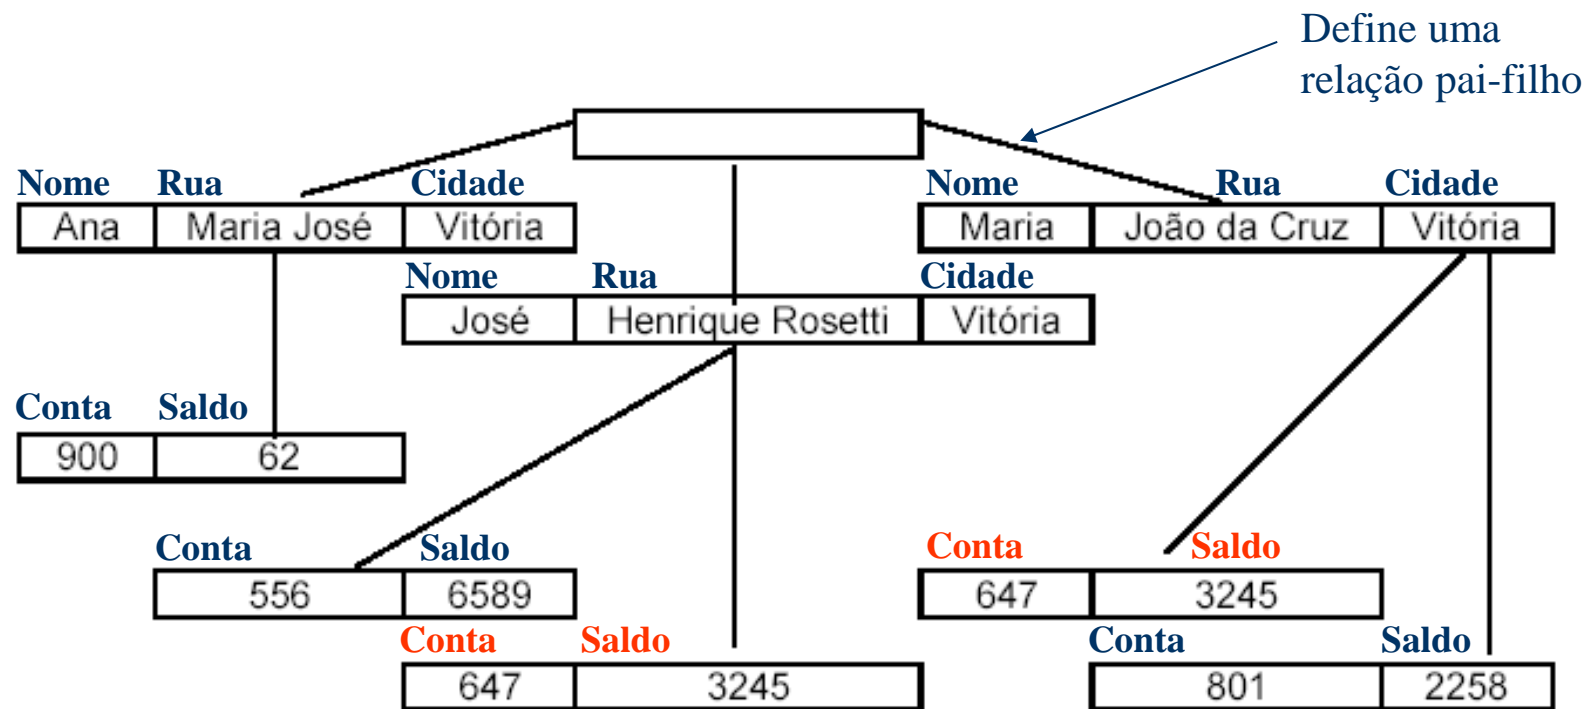 Define uma
relação pai-filho
Nome Rua Cidade
Ana Maria José Vitória
Nome Rua Cidade
Maria João da Cruz Vitória
Nome Rua Cidade
José Henrique Rosetti Vitória
Conta Saldo
900 62
Conta Saldo
556 6589
Conta Saldo
647 3245
Conta Saldo
647 3245
Conta Saldo
801 2258